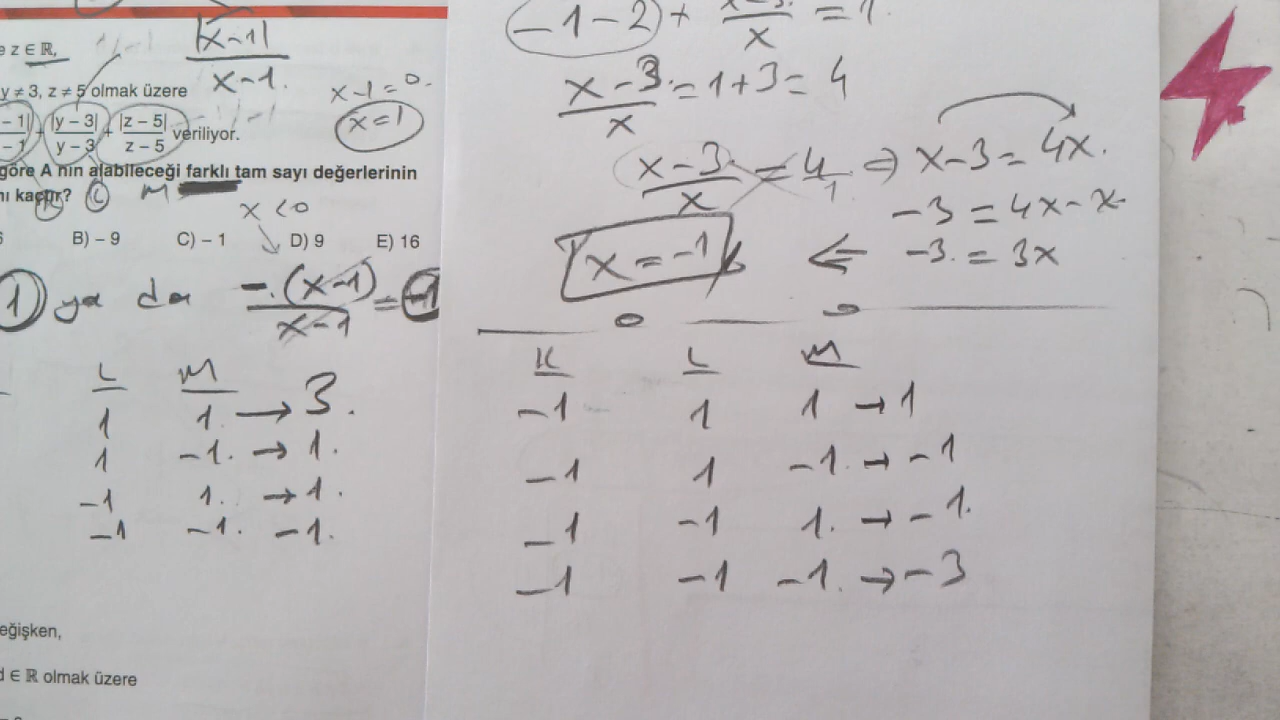 z ∈ ℝ,
|x-1|
x-1.
y ≠ 3, z ≠ 5 olmak üzere
x-1=0.
x=1
|y – 3|
y – 3
+
|z – 5|
z – 5
veriliyor.
göre A nın alabileceği farklı tam sayı değerlerinin
kaçtır?
L M
x < 0
B) – 9 C) – 1 D) 9 E) 16
1 ya da -.(x-1) = -1
x-1
L M
1 1. → 3.
1 -1. → 1.
-1 1. → 1.
-1 -1. -1.
olmak üzere
-1-2) +
x
= 1.
x-3 = 1+3 = 4
x
x-3 = 4 ⇒ x-3 = 4x.
x 1
-3 = 4x-x.
x = -1 ⇐ -3. = 3x
K L M
-1 1 1 → 1
-1 1 -1. → -1
-1 -1 1. → -1.
-1 -1 -1. → -3